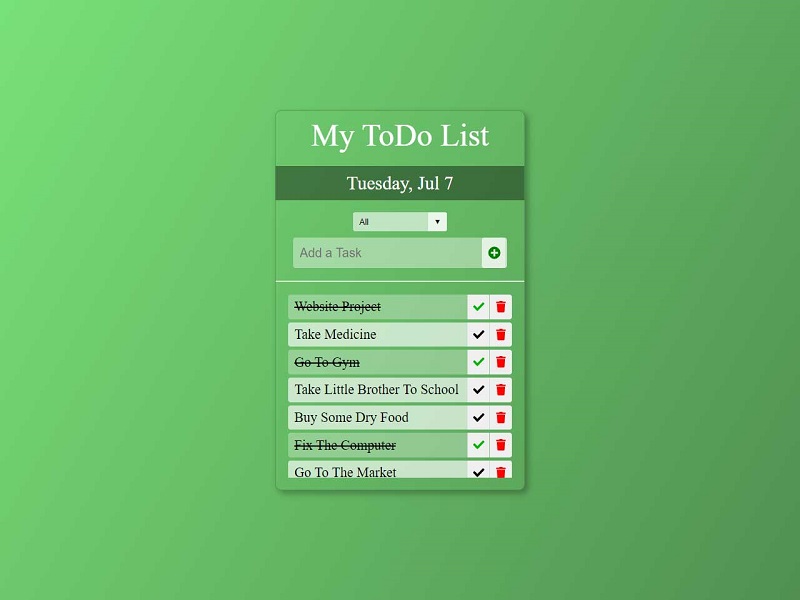 My ToDo List
Tuesday, Jul 7
All
Add a Task
Website Project
Take Medicine
Go To Gym
Take Little Brother To School
Buy Some Dry Food
Fix The Computer
Go To The Market